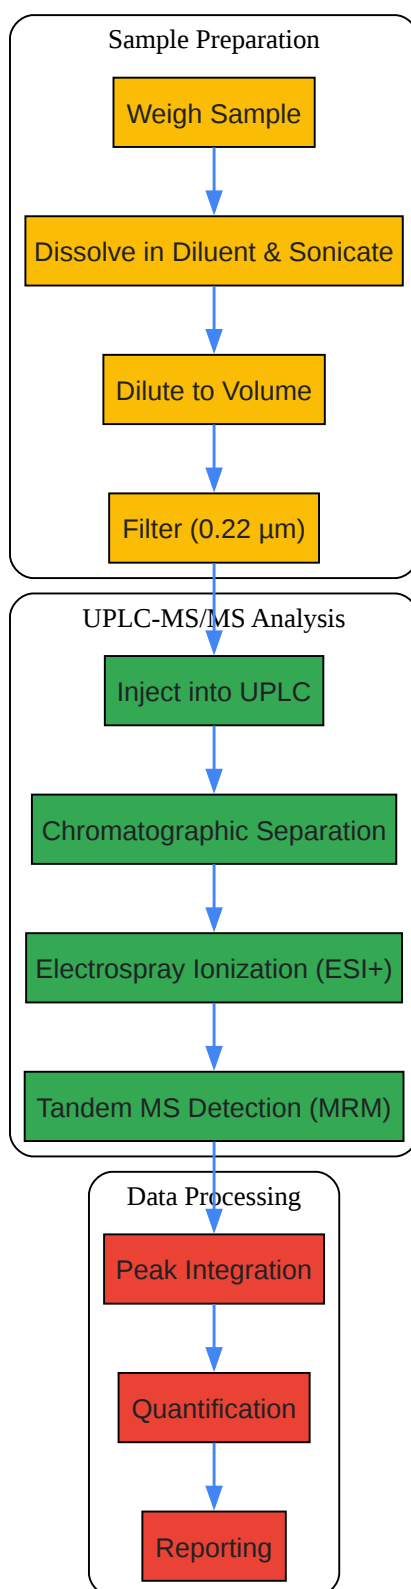 Sample Preparation
Weigh Sample
Dissolve in Diluent & Sonicate
Dilute to Volume
Filter (0.22 µm)
UPLC-MS/MS Analysis
Inject into UPLC
Chromatographic Separation
Electrospray Ionization (ESI+)
Tandem MS Detection (MRM)
Data Processing
Peak Integration
Quantification
Reporting